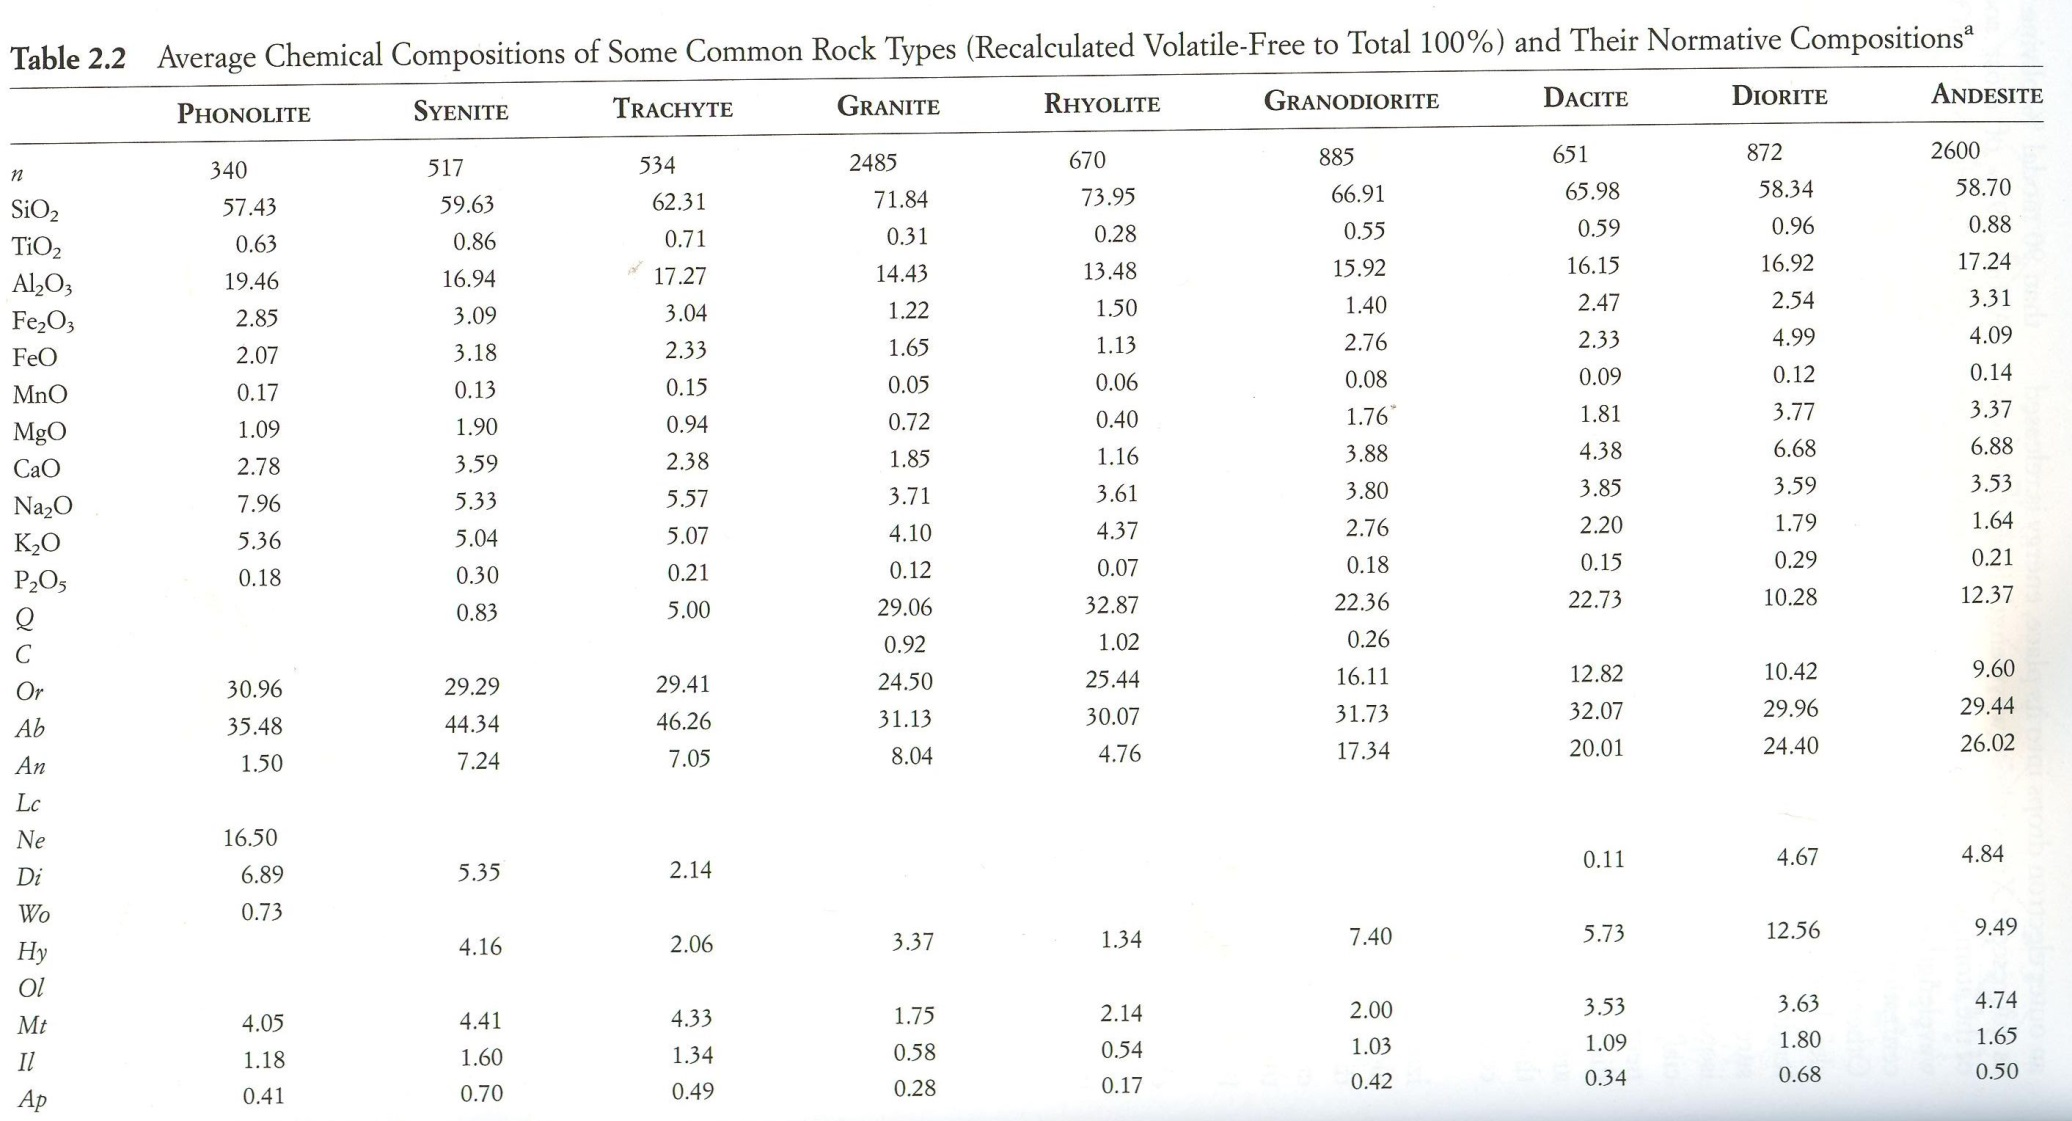 Table 2.2 Average Chemical Compositions of Some Common Rock Types (Recalculated Volatile-Free to Total 100%) and Their Normative Compositionsᵃ
PHONOLITE SYENITE TRACHYTE GRANITE RHYOLITE GRANODIORITE DACITE DIORITE ANDESITE
n 340 517 534 2485 670 885 651 872 2600
SiO₂ 57.43 59.63 62.31 71.84 73.95 66.91 65.98 58.34 58.70
TiO₂ 0.63 0.86 0.71 0.31 0.28 0.55 0.59 0.96 0.88
Al₂O₃ 19.46 16.94 17.27 14.43 13.48 15.92 16.15 16.92 17.24
Fe₂O₃ 2.85 3.09 3.04 1.22 1.50 1.40 2.47 2.54 3.31
FeO 2.07 3.18 2.33 1.65 1.13 2.76 2.33 4.99 4.09
MnO 0.17 0.13 0.15 0.05 0.06 0.08 0.09 0.12 0.14
MgO 1.09 1.90 0.94 0.72 0.40 1.76 1.81 3.77 3.37
CaO 2.78 3.59 2.38 1.85 1.16 3.88 4.38 6.68 6.88
Na₂O 7.96 5.33 5.57 3.71 3.61 3.80 3.85 3.59 3.53
K₂O 5.36 5.04 5.07 4.10 4.37 2.76 2.20 1.79 1.64
P₂O₅ 0.18 0.30 0.21 0.12 0.07 0.18 0.15 0.29 0.21
Q 0.83 5.00 29.06 32.87 22.36 22.73 10.28 12.37
C 0.92 1.02 0.26
Or 30.96 29.29 29.41 24.50 25.44 16.11 12.82 10.42 9.60
Ab 35.48 44.34 46.26 31.13 30.07 31.73 32.07 29.96 29.44
An 1.50 7.24 7.05 8.04 4.76 17.34 20.01 24.40 26.02
Lc
Ne 16.50
Di 6.89 5.35 2.14 0.11 4.67 4.84
Wo 0.73
Hy 4.16 2.06 3.37 1.34 7.40 5.73 12.56 9.49
Ol
Mt 4.05 4.41 4.33 1.75 2.14 2.00 3.53 3.63 4.74
Il 1.18 1.60 1.34 0.58 0.54 1.03 1.09 1.80 1.65
Ap 0.41 0.70 0.49 0.28 0.17 0.42 0.34 0.68 0.50